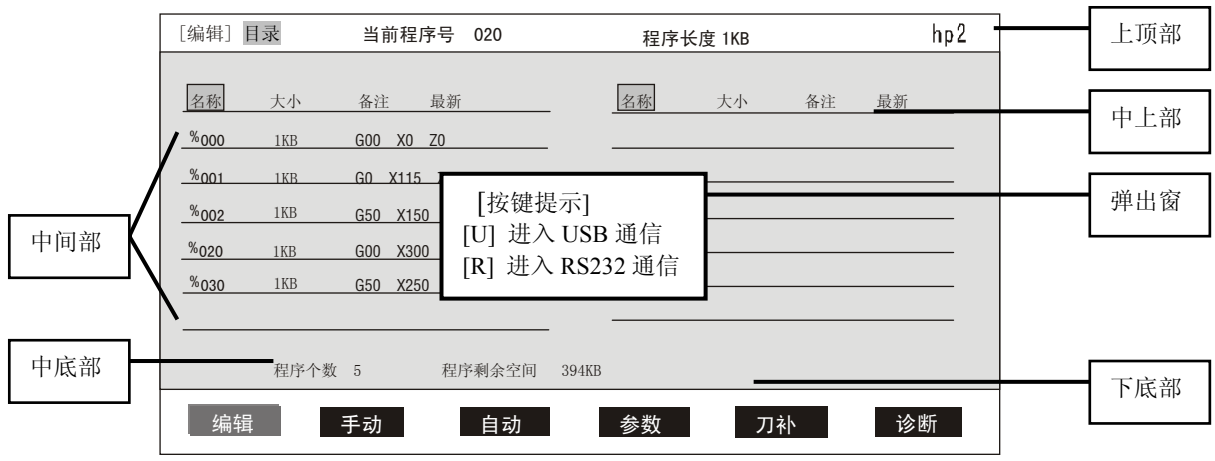 [编辑] 目录 当前程序号 020 程序长度 1KB hp2
上顶部
名称 大小 备注 最新 名称 大小 备注 最新
中上部
%000 1KB G00 X0 Z0
%001 1KB G0 X115
弹出窗
[按键提示]
[U] 进入 USB 通信
[R] 进入 RS232 通信
%002 1KB G50 X150
中间部
%020 1KB G00 X300
%030 1KB G50 X250
中底部
程序个数 5 程序剩余空间 394KB
下底部
编辑 手动 自动 参数 刀补 诊断